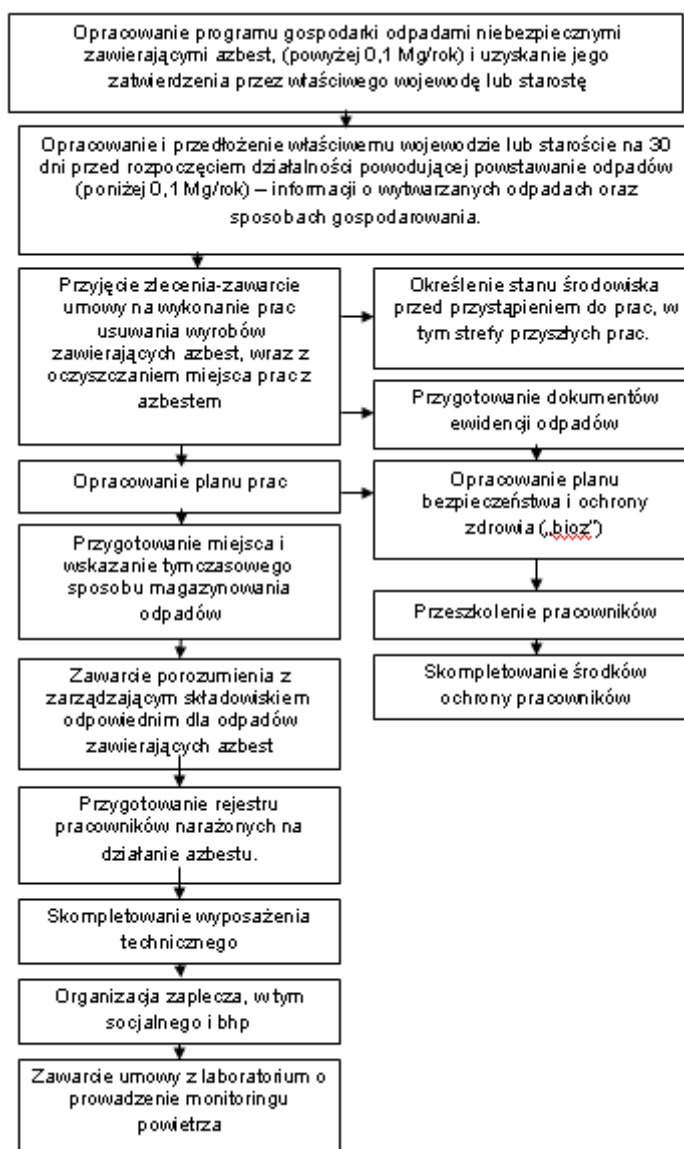 Opracowanie programu gospodarki odpadami niebezpiecznymi
zawierającymi azbest, (powyżej 0,1 Mg/rok) i uzyskanie jego
zatwierdzenia przez właściwego wojewodę lub starostę
Opracowanie i przedłożenie właściwemu wojewodzie lub staroście na 30
dni przed rozpoczęciem działalności powodującej powstawanie odpadów
(poniżej 0,1 Mg/rok) – informacji o wytwarzanych odpadach oraz
sposobach gospodarowania.
Przyjęcie zlecenia-zawarcie
umowy na wykonanie prac
usuwania wyrobów
zawierających azbest, wraz z
oczyszczaniem miejsca prac z
azbestem
Określenie stanu środowiska
przed przystąpieniem do prac, w
tym strefy przyszłych prac.
Przygotowanie dokumentów
ewidencji odpadów
Opracowanie planu prac
Opracowanie planu
bezpieczeństwa i ochrony
zdrowia („bioz”)
Przygotowanie miejsca i
wskazanie tymczasowego
sposobu magazynowania
odpadów
Przeszkolenie pracowników
Zawarcie porozumienia z
zarządzającym składowiskiem
odpowiednim dla odpadów
zawierających azbest
Skompletowanie środków
ochrony pracowników
Przygotowanie rejestru
pracowników narażonych na
działanie azbestu.
Skompletowanie wyposażenia
technicznego
Organizacja zaplecza, w tym
socjalnego i bhp
Zawarcie umowy z laboratorium o
prowadzenie monitoringu
powietrza